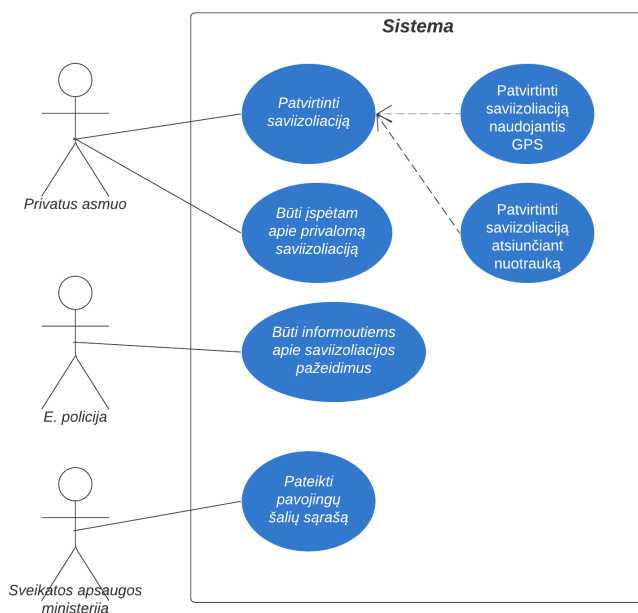 Sistema
Patvirtinti
saviizoliaciją
Patvirtinti
saviizoliaciją
naudojantis
GPS
Privatus asmuo
Būti įspėtam
apie privalomą
saviizoliaciją
Patvirtinti
saviizoliaciją
atsiunčiant
nuotrauką
Būti informoutiems
apie saviizoliacijos
pažeidimus
E. policija
Pateikti
pavojingų
šalių sąrašą
Sveikatos apsaugos
ministerija